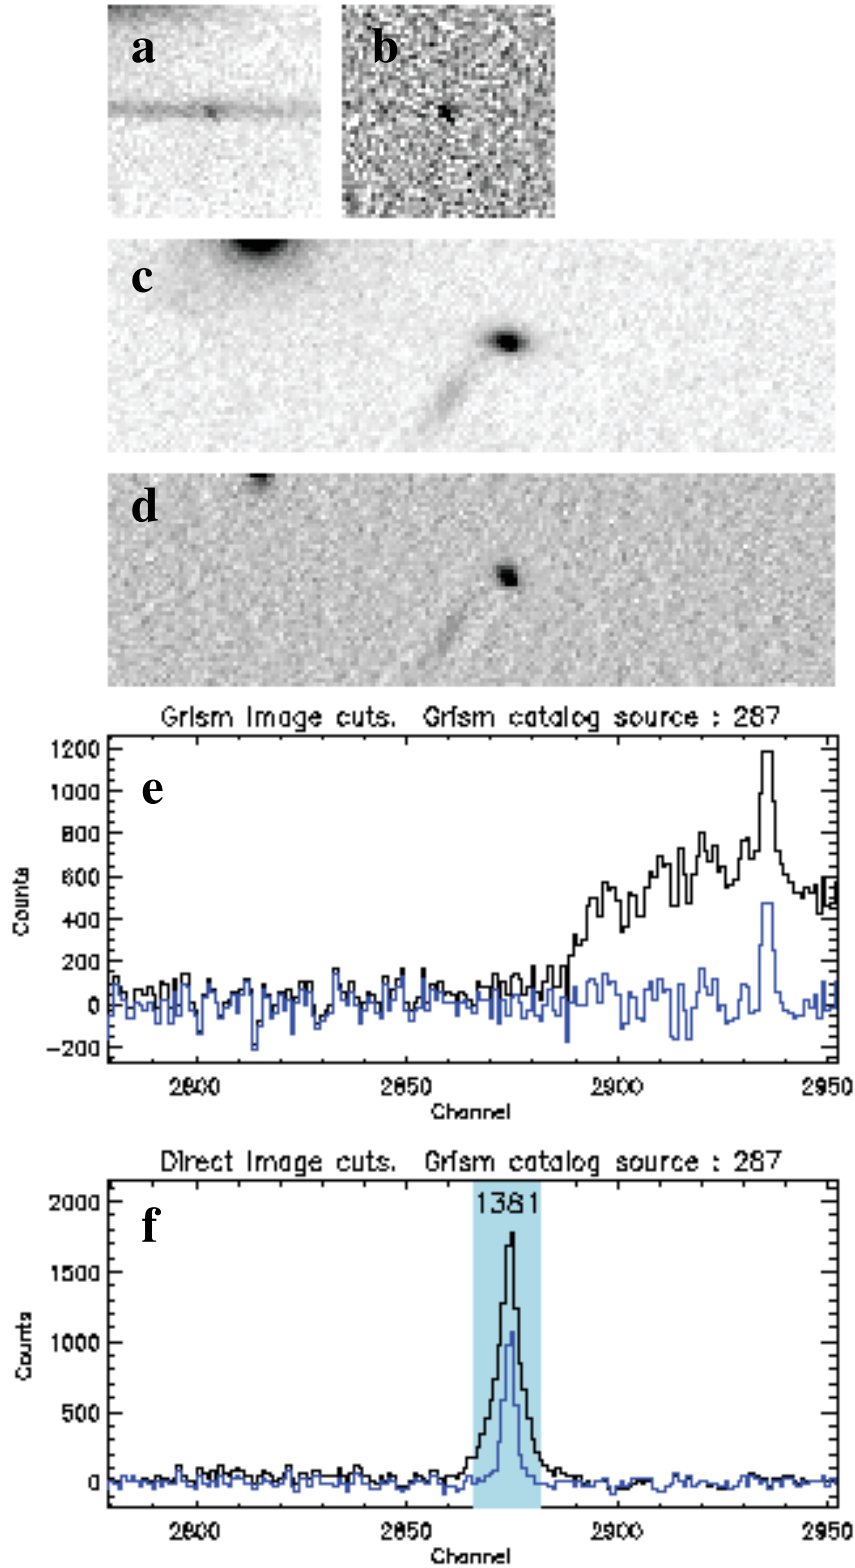 a
b
c
d
Grism image cuts. Grism catalog source : 287
e
1200
1000
800
600
400
200
0
-200
Counts
2800
2850
2900
2950
Channel
Direct image cuts. Grism catalog source : 287
f
1381
2000
1500
1000
500
0
Counts
2800
2850
2900
2950
Channel